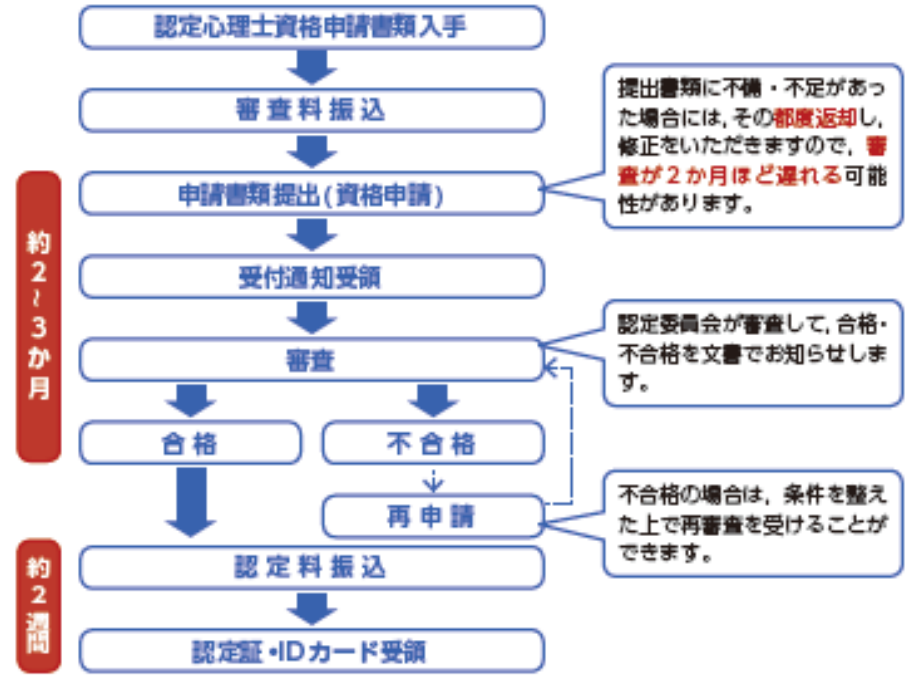 認定心理士資格申請書類入手
審査料振込
申請書類提出(資格申請)
受付通知受領
審査
合格
不合格
再申請
認定料振込
認定証・IDカード受領
約2~3か月
約2週間
提出書類に不備・不足があっ
た場合には,その都度返却し,
修正をいただきますので,審
査が2か月ほど遅れる可能
性があります。
認定委員会が審査して,合格・
不合格を文書でお知らせしま
す。
不合格の場合は,条件を整え
た上で再審査を受けることが
できます。